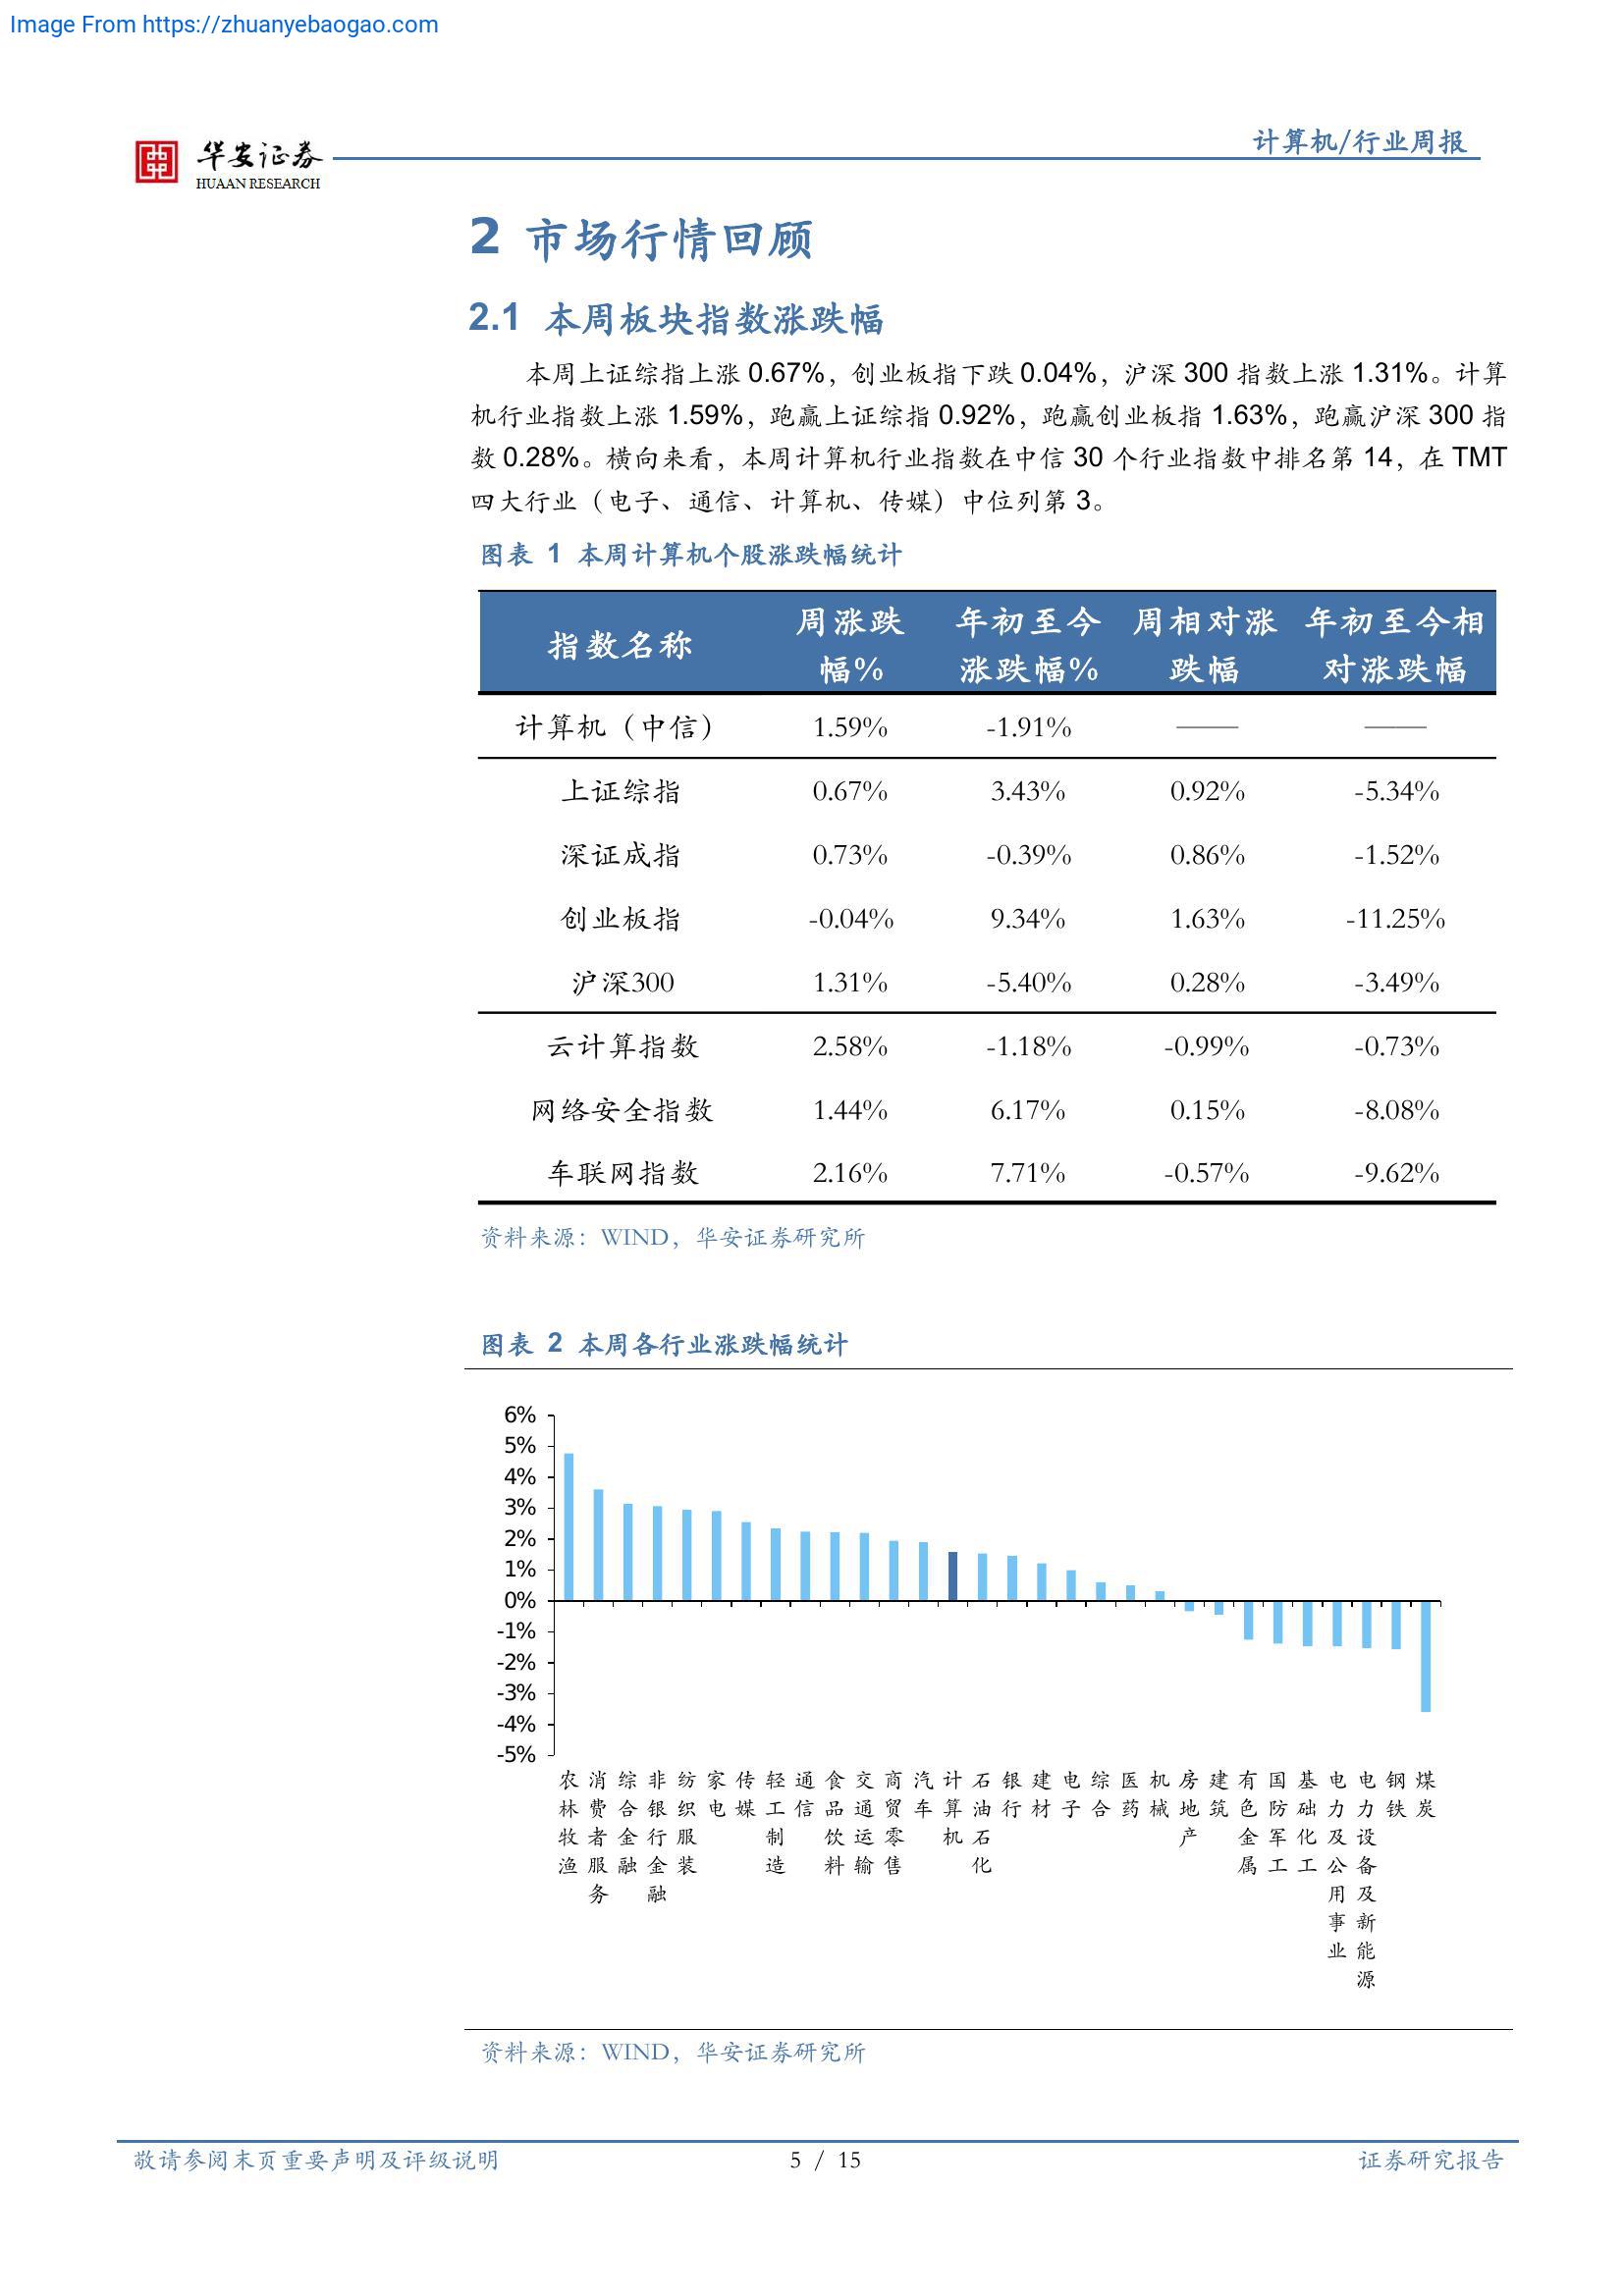 Image From https://zhuanyebaogao.com
华安证券
HUAAN RESEARCH
计算机/行业周报
2 市场行情回顾
2.1 本周板块指数涨跌幅
本周上证综指上涨 0.67%，创业板指下跌 0.04%，沪深 300 指数上涨 1.31%。计算
机行业指数上涨 1.59%，跑赢上证综指 0.92%，跑赢创业板指 1.63%，跑赢沪深 300 指
数 0.28%。横向来看，本周计算机行业指数在中信 30 个行业指数中排名第 14，在 TMT
四大行业（电子、通信、计算机、传媒）中位列第 3。
图表 1 本周计算机个股涨跌幅统计
指数名称 周涨跌幅% 年初至今涨跌幅% 周相对涨跌幅 年初至今相对涨跌幅
计算机（中信） 1.59% -1.91% —— ——
上证综指 0.67% 3.43% 0.92% -5.34%
深证成指 0.73% -0.39% 0.86% -1.52%
创业板指 -0.04% 9.34% 1.63% -11.25%
沪深300 1.31% -5.40% 0.28% -3.49%
云计算指数 2.58% -1.18% -0.99% -0.73%
网络安全指数 1.44% 6.17% 0.15% -8.08%
车联网指数 2.16% 7.71% -0.57% -9.62%
资料来源：WIND，华安证券研究所
图表 2 本周各行业涨跌幅统计
6%
5%
4%
3%
2%
1%
0%
-1%
-2%
-3%
-4%
-5%
农林牧渔
消费者服务
综合金融
非银行金融
纺织服装
家电
传媒
轻工制造
通信
食品饮料
交通运输
商贸零售
汽车
计算机
石油石化
银行
建材
电子
综合
医药
机械
房地产
建筑
有色金属
国防军工
基础化工
电力及公用事业
电力设备及新能源
钢铁
煤炭
资料来源：WIND，华安证券研究所
敬请参阅末页重要声明及评级说明
5 / 15
证券研究报告